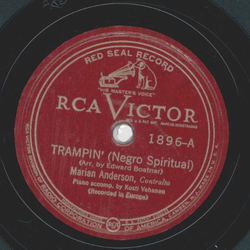 RED SEAL RECORD
"HIS MASTER'S VOICE"
RCA VICTOR
1896-A
TRAMPIN' (Negro Spiritual)
(Arr. by Edward Boatner)
Marian Anderson, Contralto
Piano accomp. by Kosti Vehanen
(Recorded in Europe)